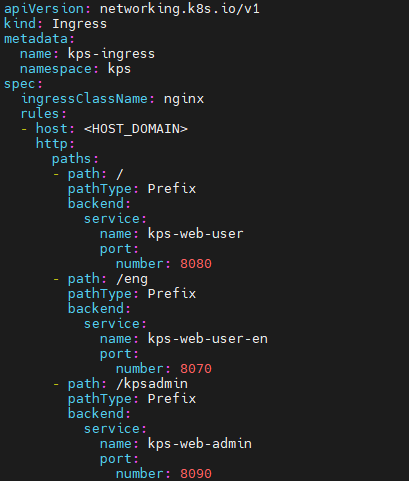 apiVersion: networking.k8s.io/v1
kind: Ingress
metadata:
  name: kps-ingress
  namespace: kps
spec:
  ingressClassName: nginx
  rules:
  - host: <HOST_DOMAIN>
    http:
      paths:
      - path: /
        pathType: Prefix
        backend:
          service:
            name: kps-web-user
            port:
              number: 8080
      - path: /eng
        pathType: Prefix
        backend:
          service:
            name: kps-web-user-en
            port:
              number: 8070
      - path: /kpsadmin
        pathType: Prefix
        backend:
          service:
            name: kps-web-admin
            port:
              number: 8090